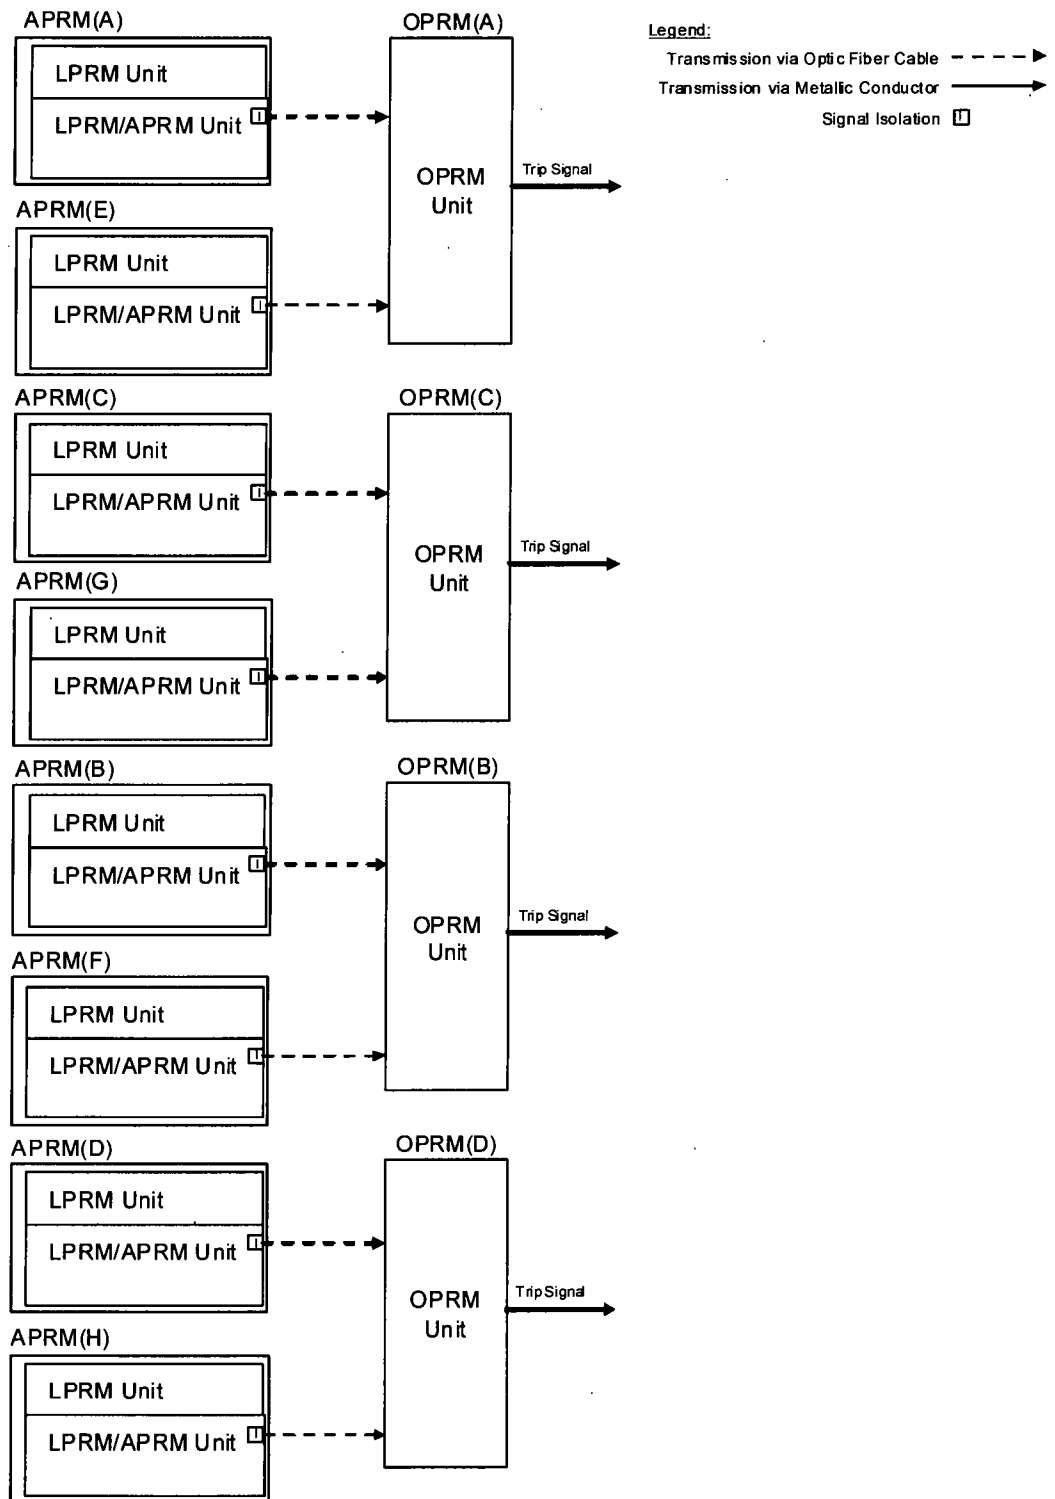 APRM(A)
LPRM Unit
LPRM/APRM Unit
I
OPRM(A)
OPRM
Unit
Trip Signal
Legend:
Transmission via Optic Fiber Cable
Transmission via Metallic Conductor
Signal Isolation I
APRM(E)
LPRM Unit
LPRM/APRM Unit
I
APRM(C)
LPRM Unit
LPRM/APRM Unit
I
OPRM(C)
OPRM
Unit
Trip Signal
APRM(G)
LPRM Unit
LPRM/APRM Unit
I
APRM(B)
LPRM Unit
LPRM/APRM Unit
I
OPRM(B)
OPRM
Unit
Trip Signal
APRM(F)
LPRM Unit
LPRM/APRM Unit
I
APRM(D)
LPRM Unit
LPRM/APRM Unit
I
OPRM(D)
OPRM
Unit
Trip Signal
APRM(H)
LPRM Unit
LPRM/APRM Unit
I